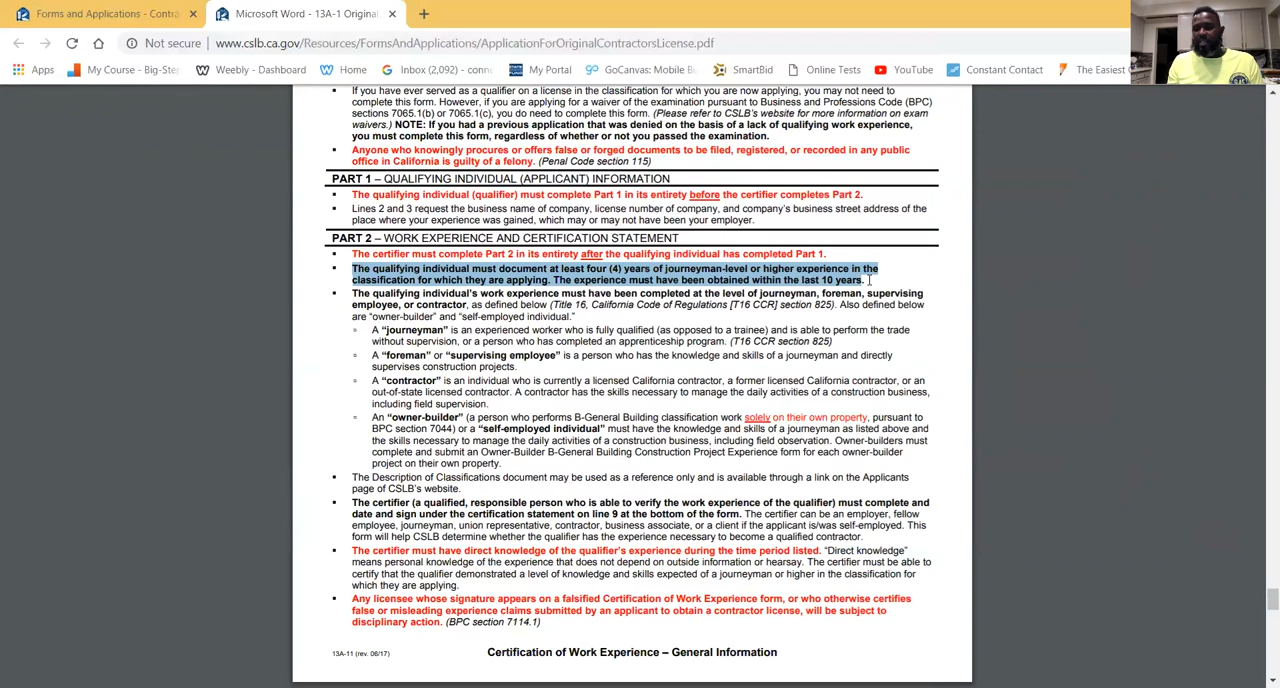 Forms and Applications - Contra
Microsoft Word - 13A-1 Original
Not secure | www.cslb.ca.gov/Resources/FormsAndApplications/ApplicationForOriginalContractorsLicense.pdf
Apps
My Course - Big-Ste
Weebly - Dashboard
Home
Inbox (2,092) - conn
My Portal
GoCanvas: Mobile Bu
SmartBid
Online Tests
YouTube
Constant Contact
The Easiest
If you have ever served as a qualifier on a license in the classification for which you are now applying, you may not need to
complete this form. However, if you are applying for a waiver of the examination pursuant to Business and Professions Code (BPC)
sections 7065.1(b) or 7065.1(c), you do need to complete this form. (Please refer to CSLB's website for more information on exam
waivers.) NOTE: If you had a previous application that was denied on the basis of a lack of qualifying work experience,
you must complete this form, regardless of whether or not you passed the examination.
Anyone who knowingly procures or offers false or forged documents to be filed, registered, or recorded in any public
office in California is guilty of a felony. (Penal Code section 115)
PART 1 – QUALIFYING INDIVIDUAL (APPLICANT) INFORMATION
The qualifying individual (qualifier) must complete Part 1 in its entirety before the certifier completes Part 2.
Lines 2 and 3 request the business name of company, license number of company, and company's business street address of the
place where your experience was gained, which may or may not have been your employer.
PART 2 – WORK EXPERIENCE AND CERTIFICATION STATEMENT
The certifier must complete Part 2 in its entirety after the qualifying individual has completed Part 1.
The qualifying individual must document at least four (4) years of journeyman-level or higher experience in the
classification for which they are applying. The experience must have been obtained within the last 10 years.
The qualifying individual's work experience must have been completed at the level of journeyman, foreman, supervising
employee, or contractor, as defined below (Title 16, California Code of Regulations [T16 CCR] section 825). Also defined below
are "owner-builder" and "self-employed individual."
A "journeyman" is an experienced worker who is fully qualified (as opposed to a trainee) and is able to perform the trade
without supervision, or a person who has completed an apprenticeship program. (T16 CCR section 825)
A "foreman" or "supervising employee" is a person who has the knowledge and skills of a journeyman and directly
supervises construction projects.
A "contractor" is an individual who is currently a licensed California contractor, a former licensed California contractor, or an
out-of-state licensed contractor. A contractor has the skills necessary to manage the daily activities of a construction business,
including field supervision.
An "owner-builder" (a person who performs B-General Building classification work solely on their own property, pursuant to
BPC section 7044) or a "self-employed individual" must have the knowledge and skills of a journeyman as listed above and
the skills necessary to manage the daily activities of a construction business, including field observation. Owner-builders must
complete and submit an Owner-Builder B-General Building Construction Project Experience form for each owner-builder
project on their own property.
The Description of Classifications document may be used as a reference only and is available through a link on the Applicants
page of CSLB's website.
The certifier (a qualified, responsible person who is able to verify the work experience of the qualifier) must complete and
date and sign under the certification statement on line 9 at the bottom of the form. The certifier can be an employer, fellow
employee, journeyman, union representative, contractor, business associate, or a client if the applicant is/was self-employed. This
form will help CSLB determine whether the qualifier has the experience necessary to become a qualified contractor.
The certifier must have direct knowledge of the qualifier's experience during the time period listed. "Direct knowledge"
means personal knowledge of the experience that does not depend on outside information or hearsay. The certifier must be able to
certify that the qualifier demonstrated a level of knowledge and skills expected of a journeyman or higher in the classification for
which they are applying.
Any licensee whose signature appears on a falsified Certification of Work Experience form, or who otherwise certifies
false or misleading experience claims submitted by an applicant to obtain a contractor license, will be subject to
disciplinary action. (BPC section 7114.1)
13A-11 (rev. 06/17)
Certification of Work Experience – General Information